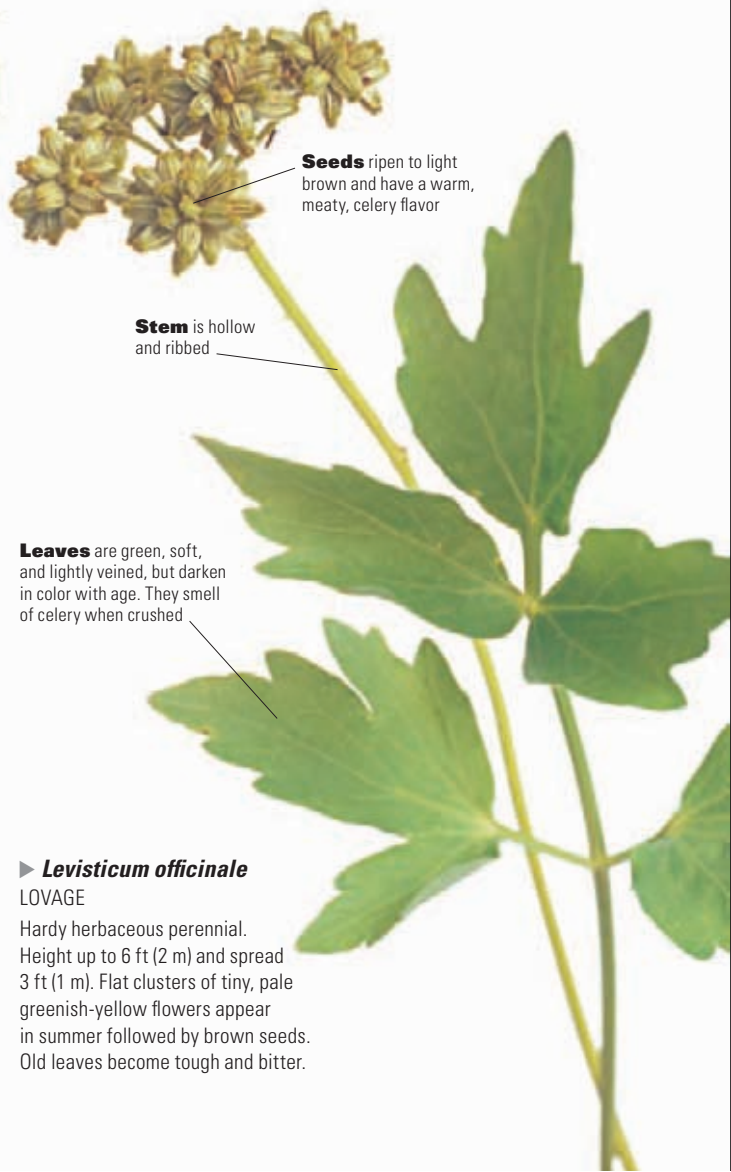 Seeds ripen to light
brown and have a warm,
meaty, celery flavor
Stem is hollow
and ribbed
Leaves are green, soft,
and lightly veined, but darken
in color with age. They smell
of celery when crushed
▶ Levisticum officinale
LOVAGE
Hardy herbaceous perennial.
Height up to 6 ft (2 m) and spread
3 ft (1 m). Flat clusters of tiny, pale
greenish-yellow flowers appear
in summer followed by brown seeds.
Old leaves become tough and bitter.